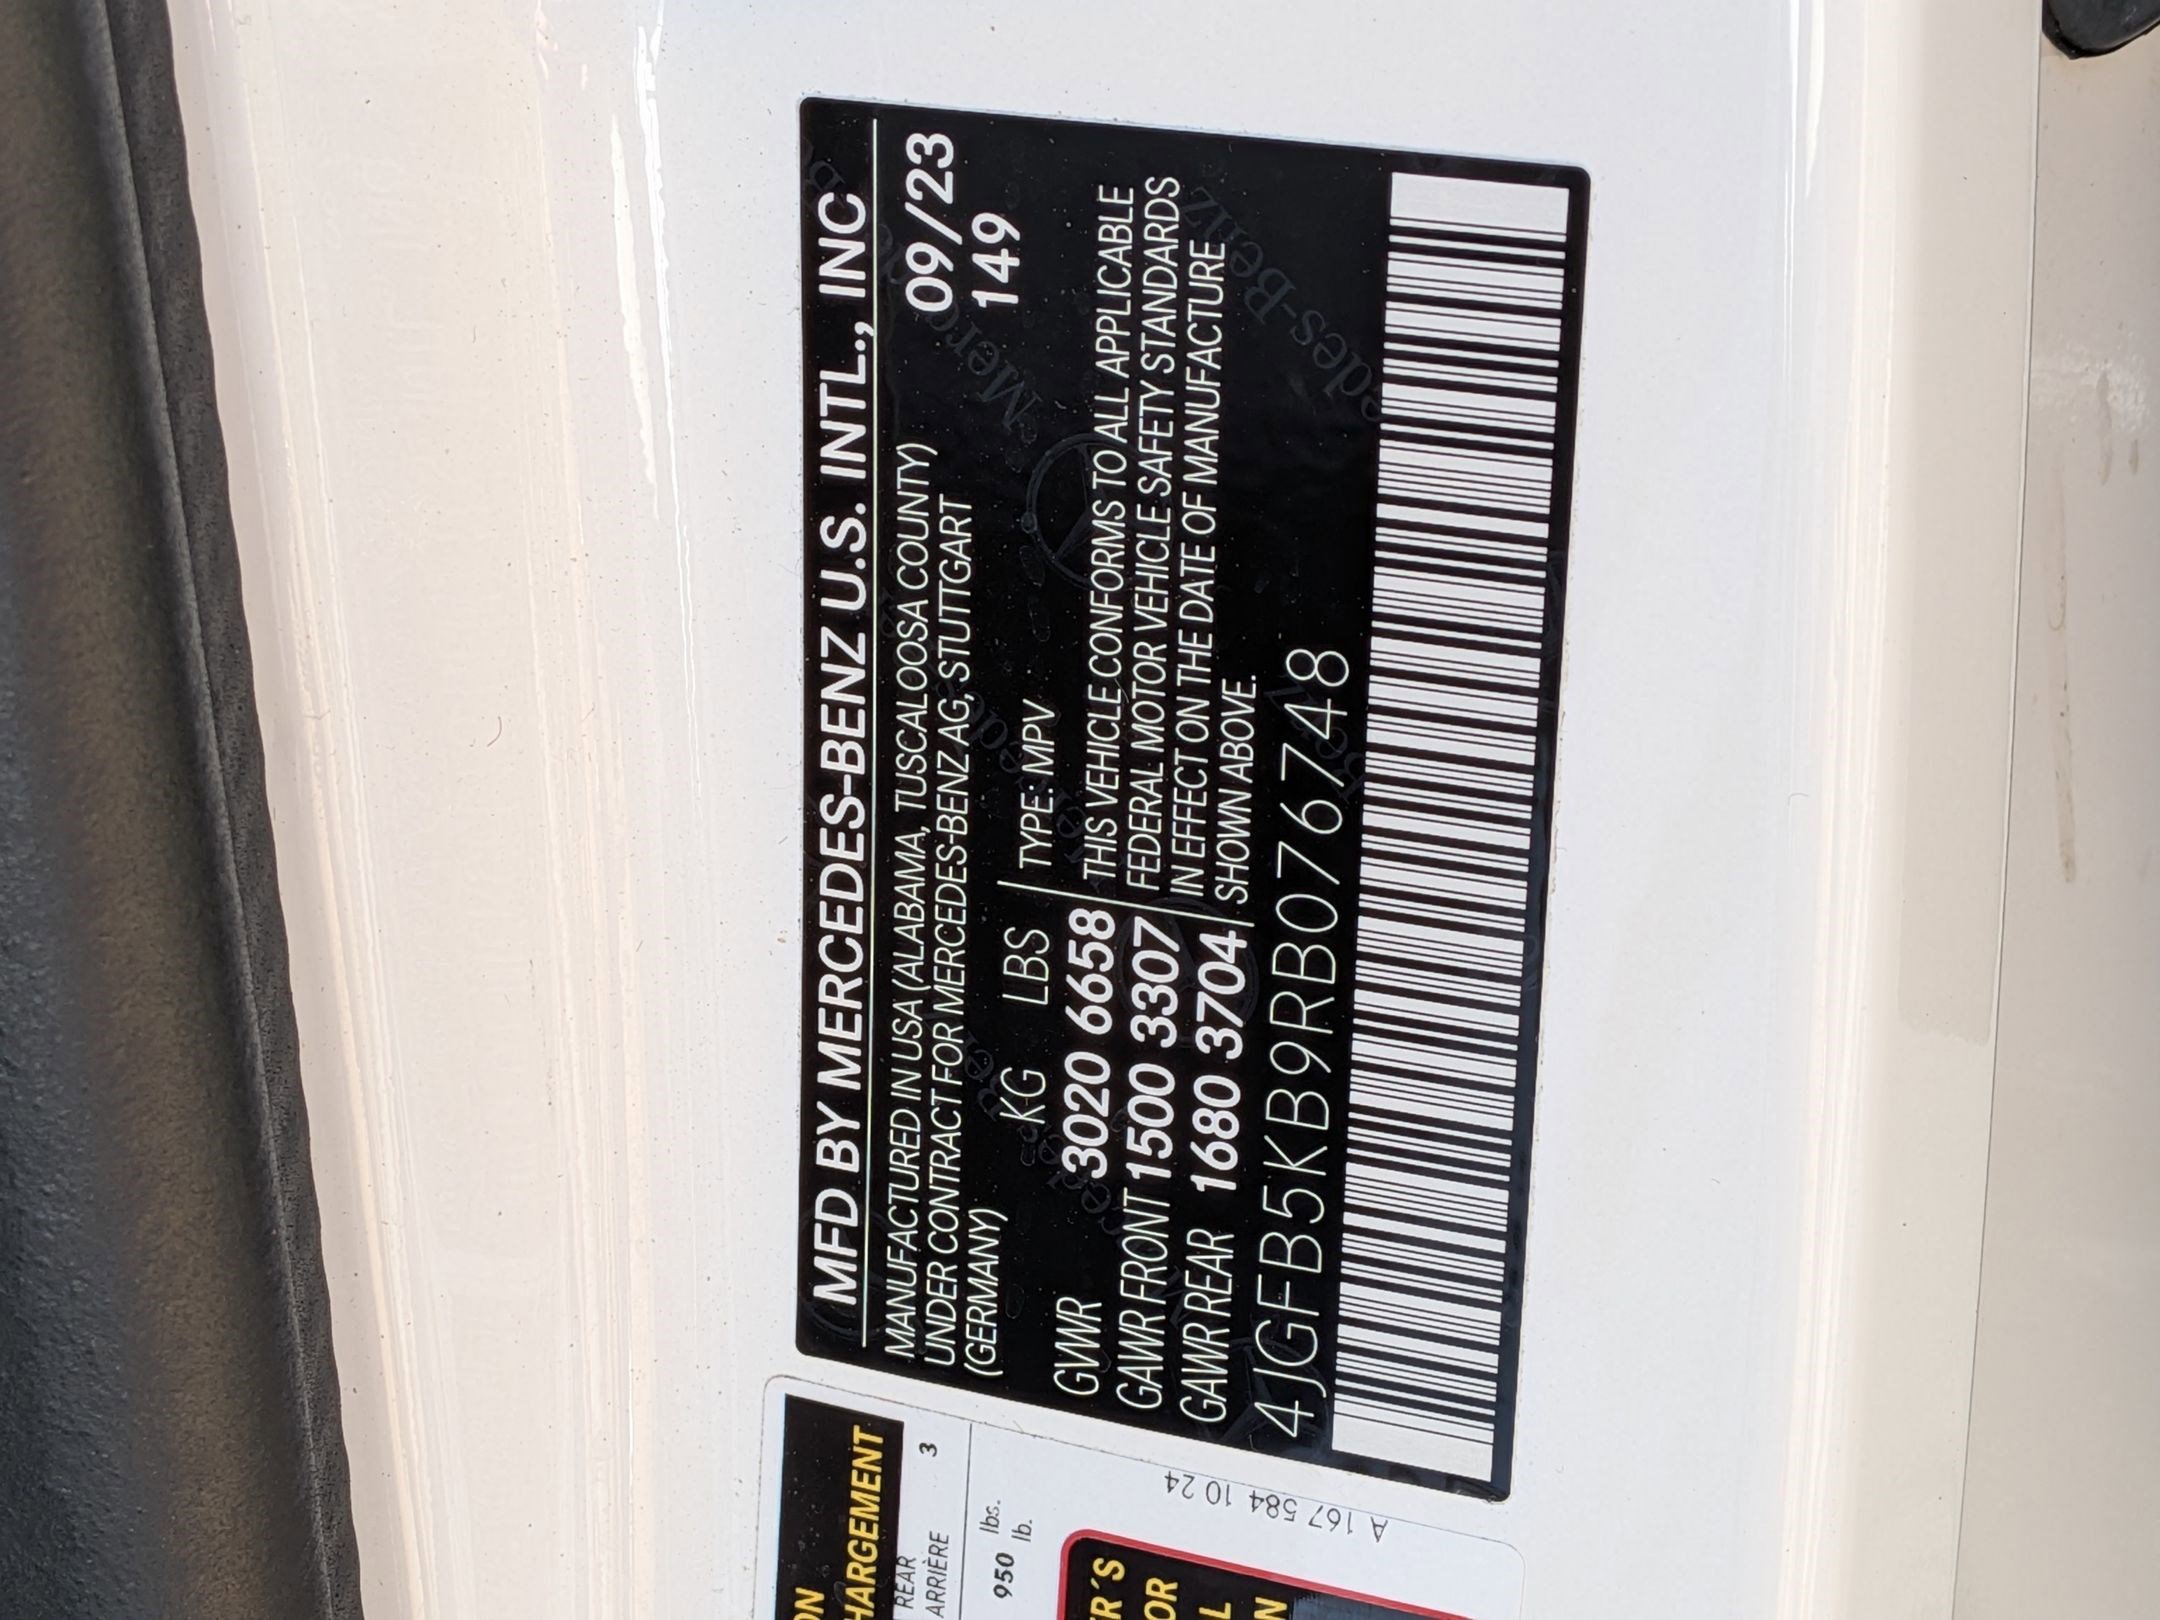 MFD BY MERCEDES-BENZ U.S. INTL., INC
MANUFACTURED IN USA (ALABAMA, TUSCALOOSA COUNTY)
UNDER CONTRACT FOR MERCEDES-BENZ AG, STUTTGART
(GERMANY)
09/23
149
KG LBS TYPE: MPV
GVWR 3020 6658
GAWR FRONT 1500 3307
GAWR REAR 1680 3704
THIS VEHICLE CONFORMS TO ALL APPLICABLE
FEDERAL MOTOR VEHICLE SAFETY STANDARDS
IN EFFECT ON THE DATE OF MANUFACTURE
SHOWN ABOVE.
4JGFB5KB9RB076748
A 167 584 10 24
REAR 3
ARRIÈRE
950 lbs.
lb.